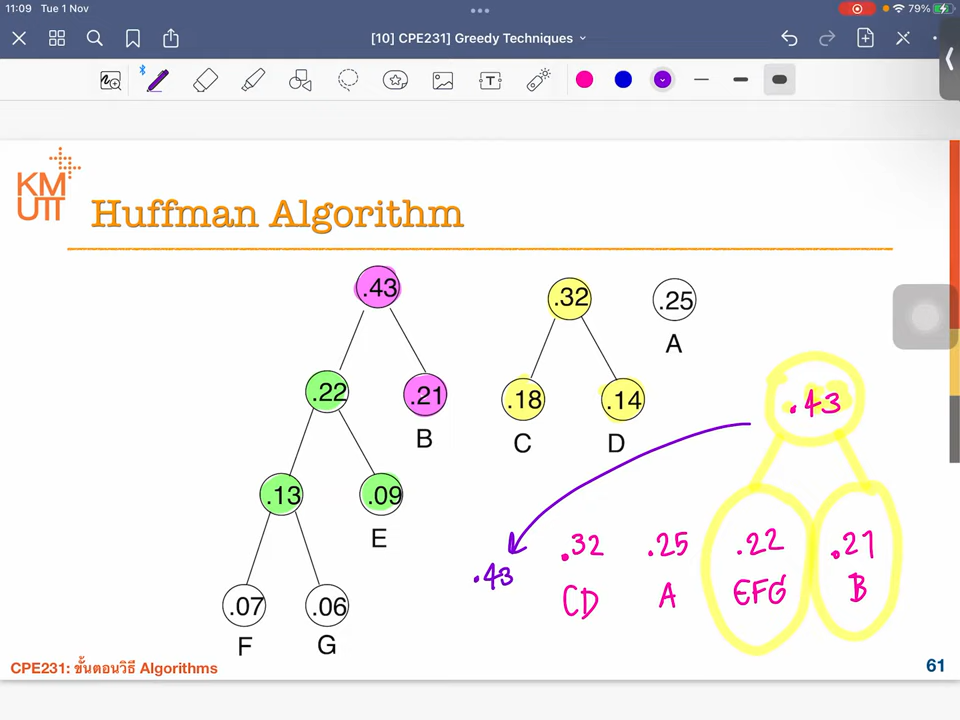 11:09 Tue 1 Nov
79%
[10] CPE231] Greedy Techniques
T
KM
UTT
Huffman Algorithm
.43
.32
.25
A
.22
.21
B
.18
C
.14
D
.43
.13
.09
E
.32
.25
.22
.21
.43
CD
A
EFG
B
.07
F
.06
G
CPE231: ขั้นตอนวิธี Algorithms
61